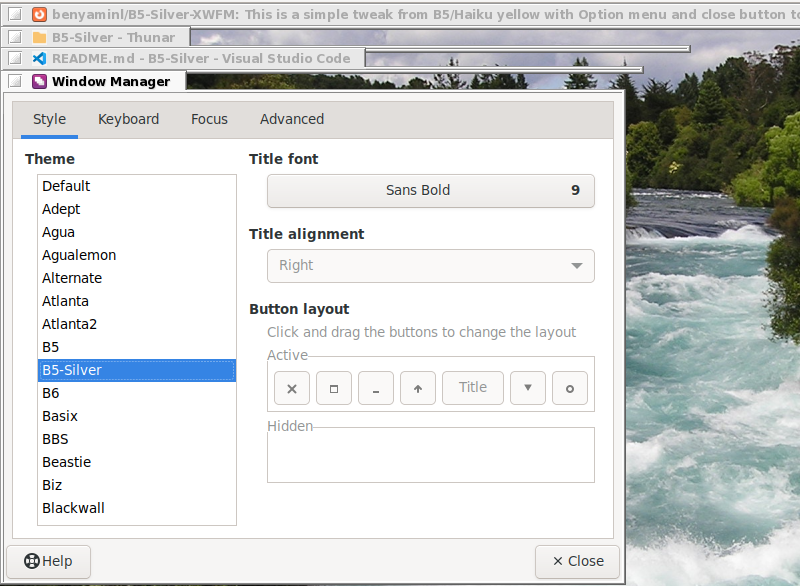 benyaminl/B5-Silver-XWFM: This is a simple tweak from B5/Haiku yellow with Option menu and close button to
B5-Silver - Thunar
README.md - B5-Silver - Visual Studio Code
Window Manager
Style Keyboard Focus Advanced
Theme
Default
Adept
Agua
Agualemon
Alternate
Atlanta
Atlanta2
B5
B5-Silver
B6
Basix
BBS
Beastie
Biz
Blackwall
Title font
Sans Bold 9
Title alignment
Right
Button layout
Click and drag the buttons to change the layout
Active
Title
Hidden
Help
Close